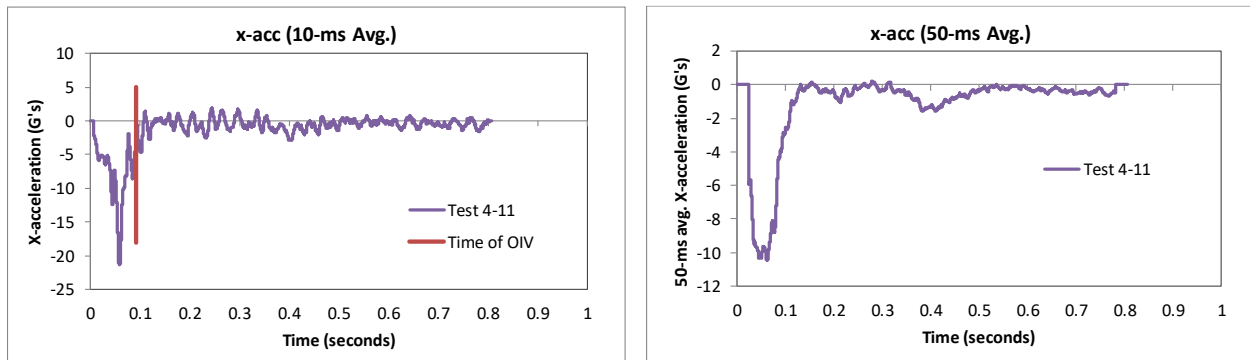 x-acc (10-ms Avg.)
X-acceleration (G's)
10
5
0
-5
-10
-15
-20
-25
Test 4-11
Time of OIV
0 0.1 0.2 0.3 0.4 0.5 0.6 0.7 0.8 0.9 1
Time (seconds)
x-acc (50-ms Avg.)
50-ms avg. X-acceleration (G's)
2
0
-2
-4
-6
-8
-10
-12
Test 4-11
0 0.1 0.2 0.3 0.4 0.5 0.6 0.7 0.8 0.9 1
Time (seconds)